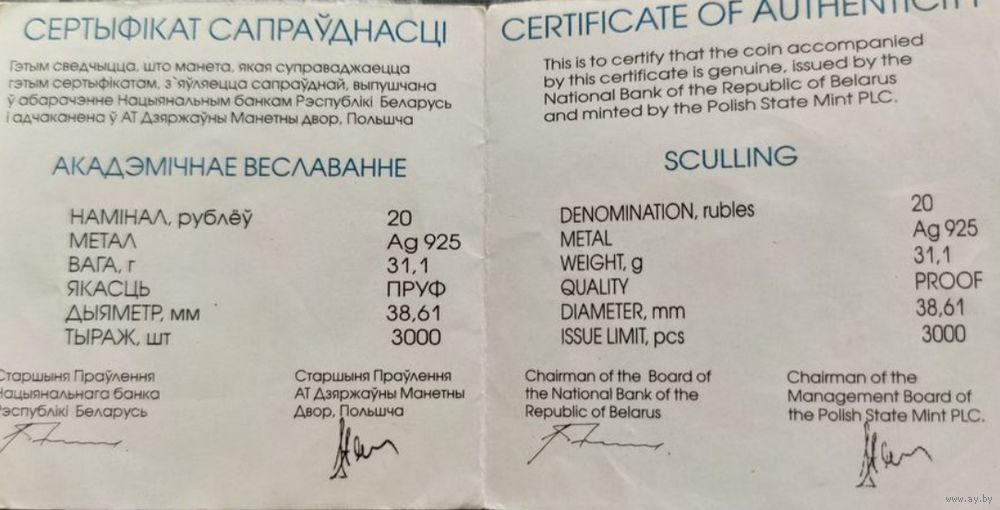 СЕРТЫФІКАТ САПРАЎДНАСЦІ
Гэтым сведчыцца, што манета, якая суправаджаецца
гэтым сертыфікатам, з`яўляецца сапраўднай, выпушчана
ў абарачэнне Нацыянальным банкам Рэспублікі Беларусь
і адчаканена ў АТ Дзяржаўны Манетны двор, Польшча
АКАДЭМІЧНАЕ ВЕСЛАВАННЕ
НАМІНАЛ, рублёў 20
МЕТАЛ Ag 925
ВАГА, г 31,1
ЯКАСЦЬ ПРУФ
ДЫЯМЕТР, мм 38,61
ТЫРАЖ, шт 3000
Старшыня Праўлення
Нацыянальнага банка
Рэспублікі Беларусь
Старшыня Праўлення
АТ Дзяржаўны Манетны
Двор, Польшча
CERTIFICATE OF AUTHENTICITY
This is to certify that the coin accompanied
by this certificate is genuine, issued by the
National Bank of the Republic of Belarus
and minted by the Polish State Mint PLC.
SCULLING
DENOMINATION, rubles 20
METAL Ag 925
WEIGHT, g 31,1
QUALITY PROOF
DIAMETER, mm 38,61
ISSUE LIMIT, pcs 3000
Chairman of the Board of
the National Bank of the
Republic of Belarus
Chairman of the
Management Board of
the Polish State Mint PLC.
www.ay.by